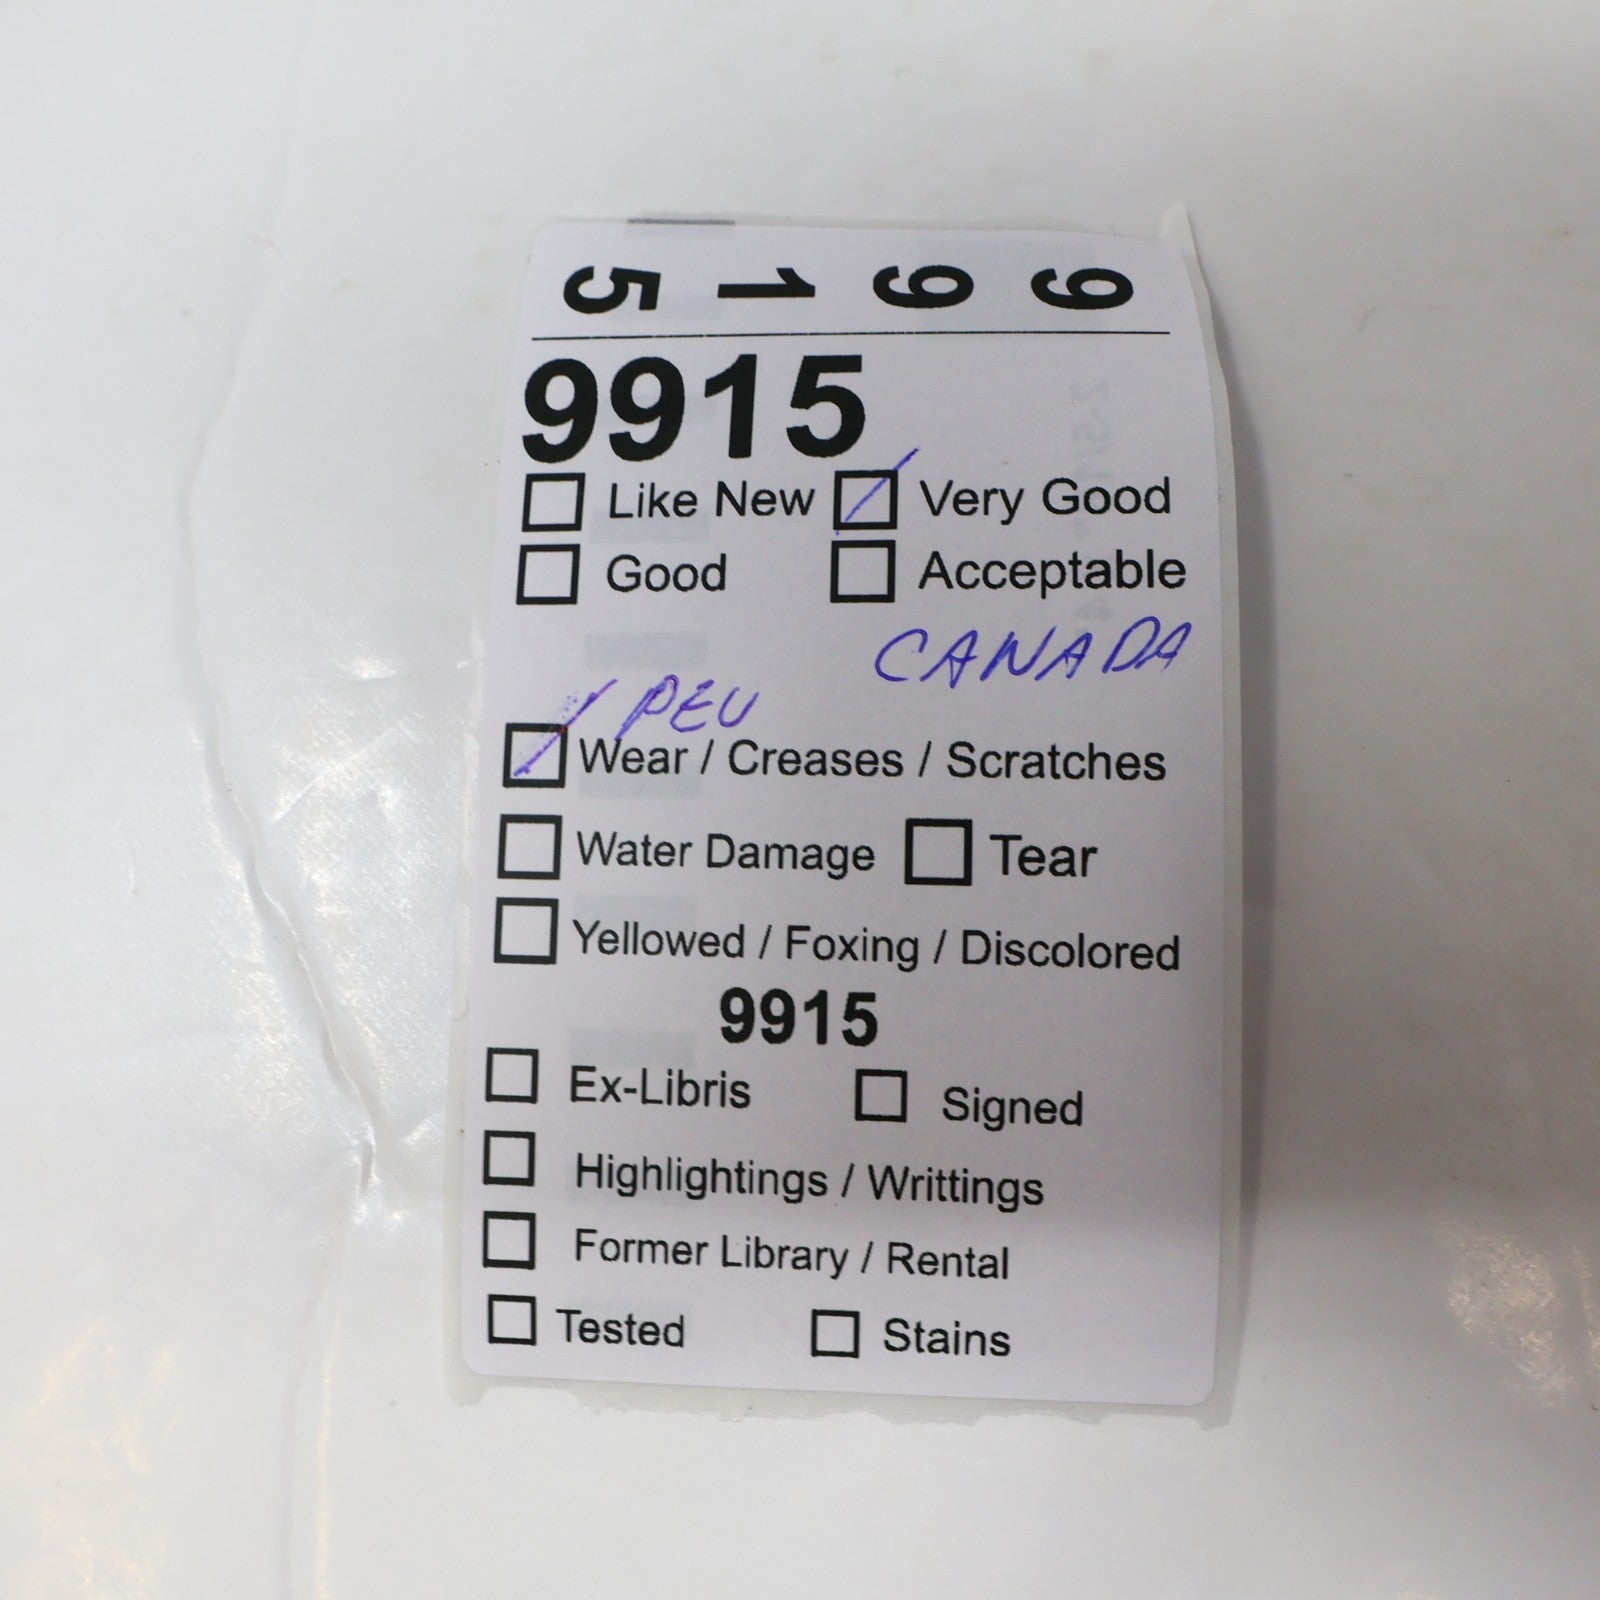 9 9 1 5
9915
Like New Very Good
Good Acceptable
CANADA
PEU
Wear / Creases / Scratches
Water Damage Tear
Yellowed / Foxing / Discolored
9915
Ex-Libris Signed
Highlightings / Writtings
Former Library / Rental
Tested Stains